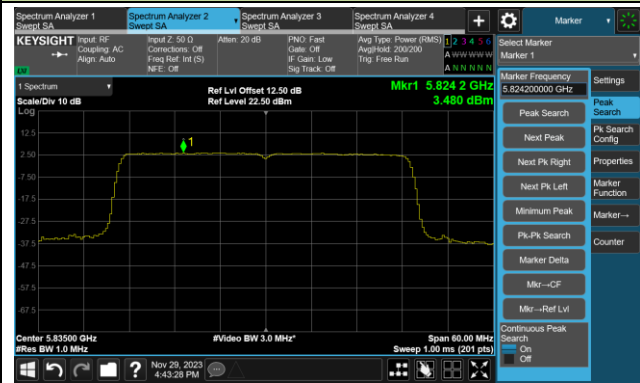 Spectrum Analyzer 1
Swept SA
Spectrum Analyzer 2
Swept SA
Spectrum Analyzer 3
Swept SA
Spectrum Analyzer 4
Swept SA
+
Marker
KEYSIGHT
Input: RF
Coupling: AC
Align: Auto
Input Z: 50 Ω
Corrections: Off
Freq Ref: Int (S)
NFE: Off
Atten: 20 dB
PNO: Fast
Gate: Off
IF Gain: Low
Sig Track: Off
Avg Type: Power (RMS)
Avg|Hold: 200/200
Trig: Free Run
1 2 3 4 5 6
A W W W W W
A N N N N N
LXI
Select Marker
Marker 1
1 Spectrum
Scale/Div 10 dB
Ref Lvl Offset 12.50 dB
Ref Level 22.50 dBm
Mkr1 5.824 2 GHz
3.480 dBm
Log
12.5
2.50
-7.50
-17.5
-27.5
-37.5
-47.5
-57.5
-67.5
1
Center 5.83500 GHz
#Res BW 1.0 MHz
#Video BW 3.0 MHz*
Span 60.00 MHz
Sweep 1.00 ms (201 pts)
Marker Frequency
5.824200000 GHz
Peak Search
Next Peak
Next Pk Right
Next Pk Left
Minimum Peak
Pk-Pk Search
Marker Delta
Mkr→CF
Mkr→Ref Lvl
Continuous Peak
Search
On
Off
Settings
Peak
Search
Pk Search
Config
Properties
Marker
Function
Marker→
Counter
?
Nov 29, 2023
4:43:28 PM